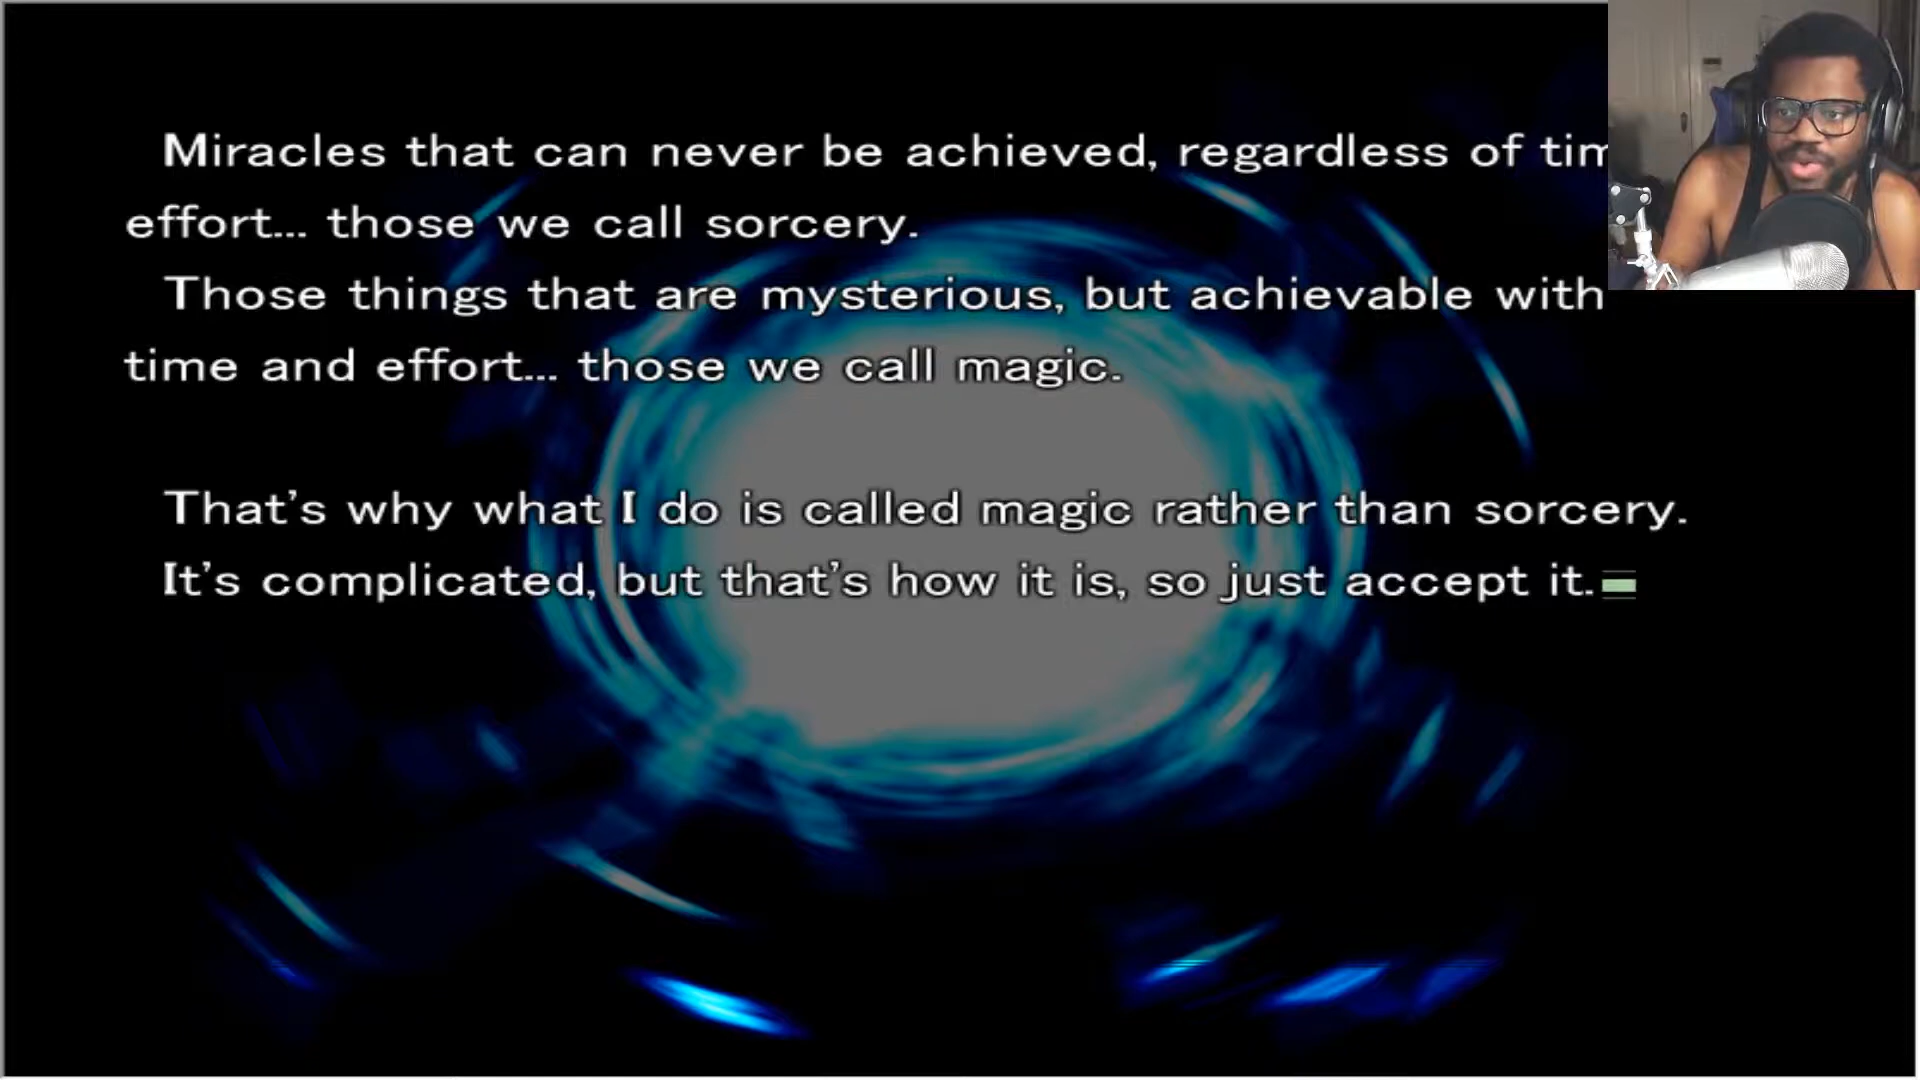 Miracles that can never be achieved, regardless of
effort... those we call sorcery.
Those things that are mysterious, but achievable with
time and effort... those we call magic.
That's why what I do is called magic rather than sorcery.
It's complicated, but that's how it is, so just accept it.